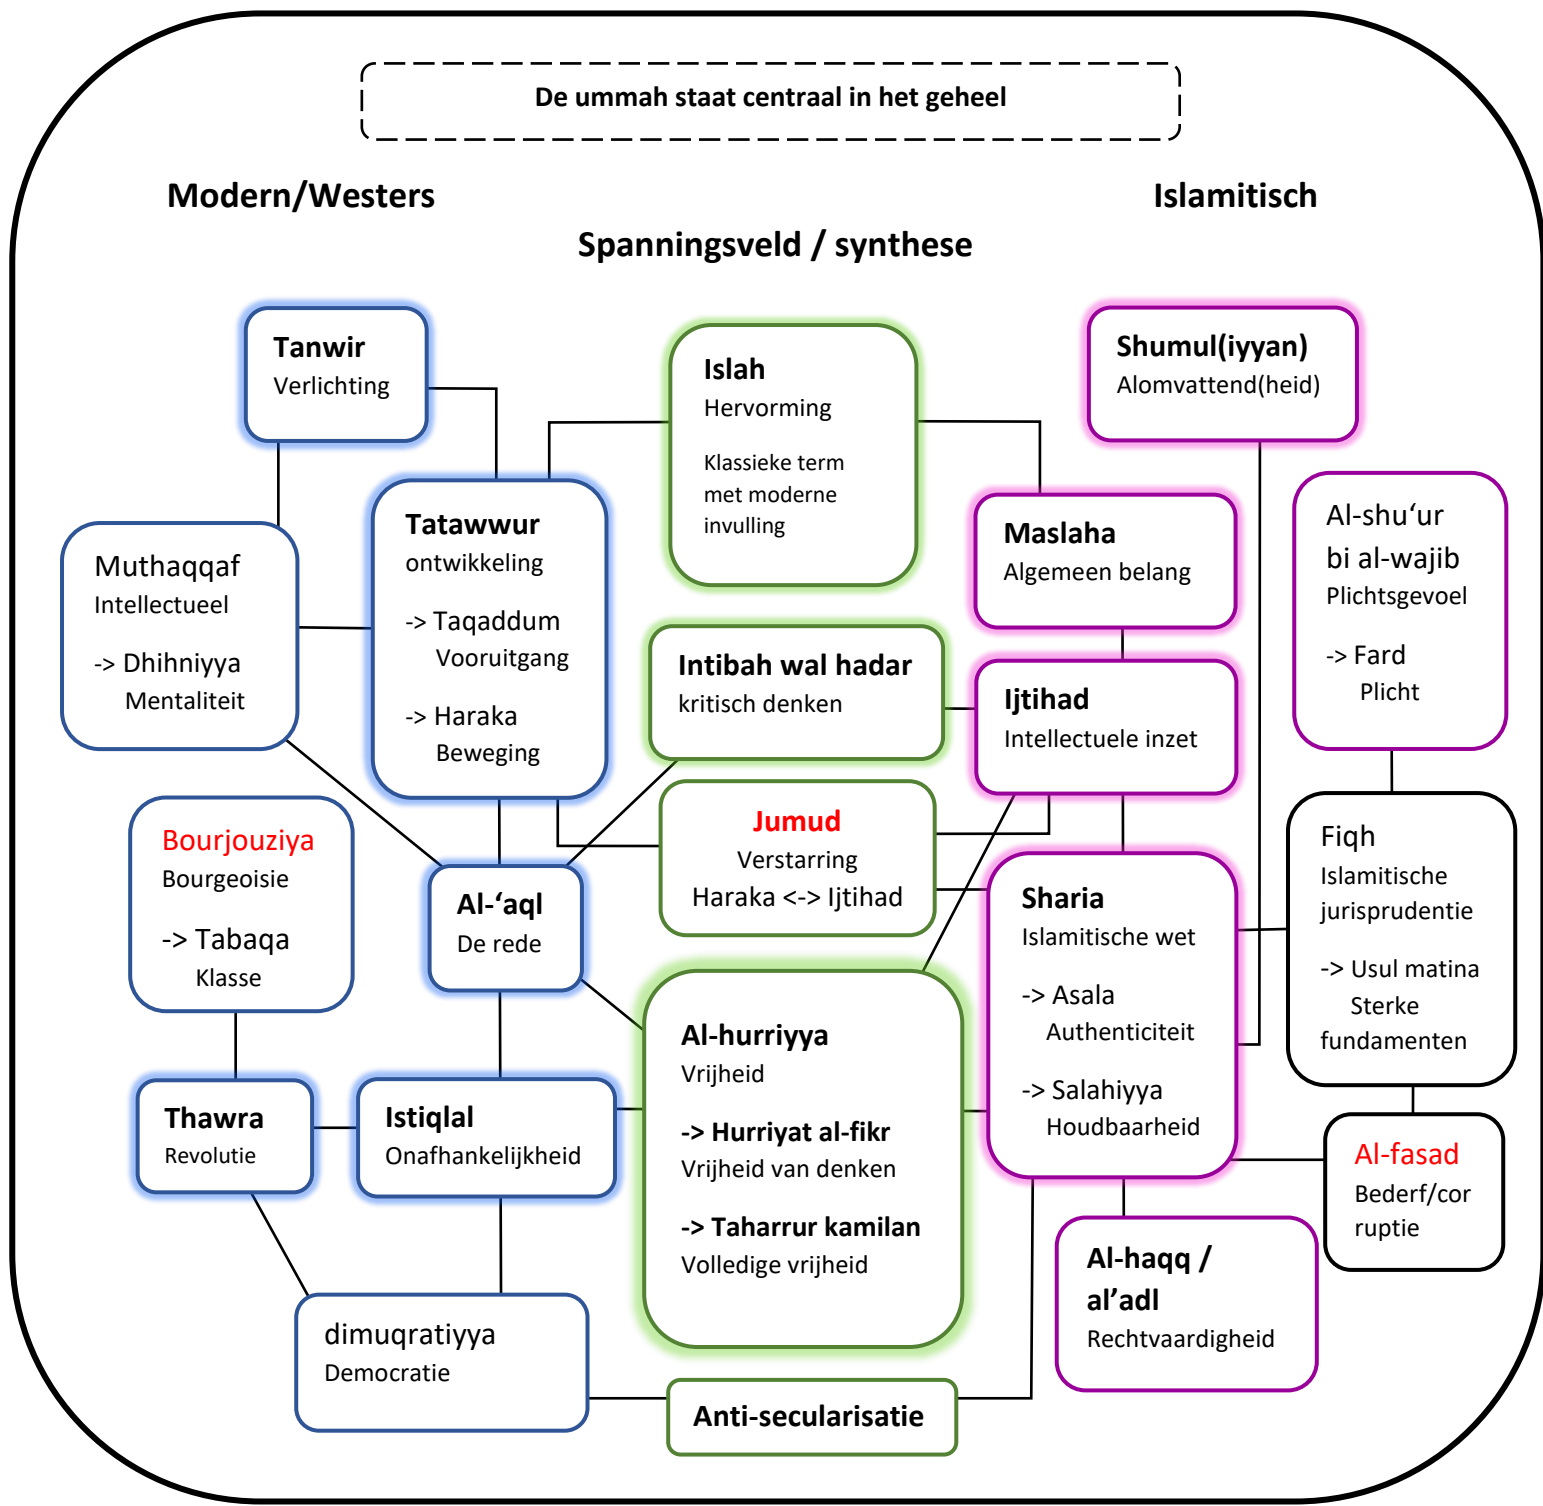 De ummah staat centraal in het geheel
Modern/Westers
Islamitisch
Spanningsveld / synthese
Tanwir
Verlichting
Islah
Hervorming
Klassieke term
met moderne
invulling
Shumul(iyyan)
Alomvattend(heid)
Muthaqqaf
Intellectueel
-> Dhihniyya
Mentaliteit
Tatawwur
ontwikkeling
-> Taqaddum
Vooruitgang
-> Haraka
Beweging
Maslaha
Algemeen belang
Al-shu‘ur
bi al-wajib
Plichtsgevoel
-> Fard
Plicht
Intibah wal hadar
kritisch denken
Ijtihad
Intellectuele inzet
Bourjouziya
Bourgeoisie
-> Tabaqa
Klasse
Al-‘aql
De rede
Jumud
Verstarring
Haraka <-> Ijtihad
Sharia
Islamitische wet
-> Asala
Authenticiteit
-> Salahiyya
Houdbaarheid
Fiqh
Islamitische
jurisprudentie
-> Usul matina
Sterke
fundamenten
Thawra
Revolutie
Istiqlal
Onafhankelijkheid
Al-hurriyya
Vrijheid
-> Hurriyat al-fikr
Vrijheid van denken
-> Taharrur kamilan
Volledige vrijheid
Al-fasad
Bederf/cor
ruptie
Al-haqq /
al’adl
Rechtvaardigheid
dimuqratiyya
Democratie
Anti-secularisatie